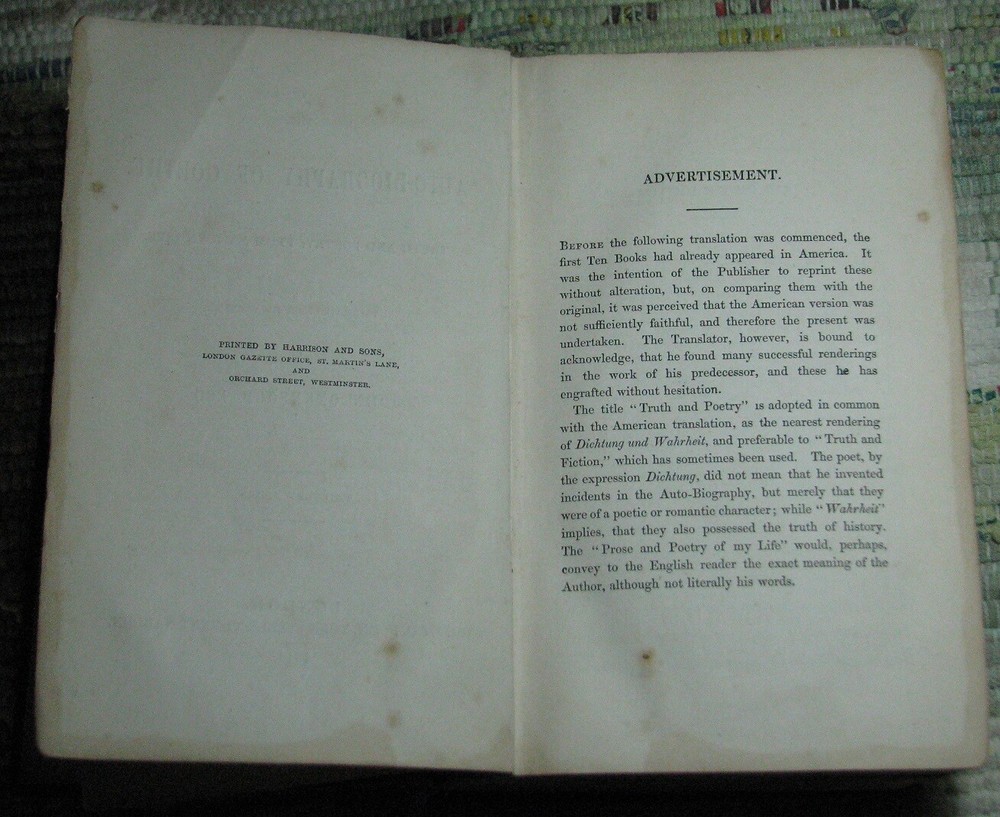 PRINTED BY HARRISON AND SONS,
LONDON GAZETTE OFFICE, ST. MARTIN'S LANE,
AND
ORCHARD STREET, WESTMINSTER.
ADVERTISEMENT.
BEFORE the following translation was commenced, the
first Ten Books had already appeared in America. It
was the intention of the Publisher to reprint these
without alteration, but, on comparing them with the
original, it was perceived that the American version was
not sufficiently faithful, and therefore the present was
undertaken. The Translator, however, is bound to
acknowledge, that he found many successful renderings
in the work of his predecessor, and these he has
engrafted without hesitation.
The title "Truth and Poetry" is adopted in common
with the American translation, as the nearest rendering
of Dichtung und Wahrheit, and preferable to "Truth and
Fiction," which has sometimes been used. The poet, by
the expression Dichtung, did not mean that he invented
incidents in the Auto-Biography, but merely that they
were of a poetic or romantic character; while "Wahrheit"
implies, that they also possessed the truth of history.
The "Prose and Poetry of my Life" would, perhaps,
convey to the English reader the exact meaning of the
Author, although not literally his words.